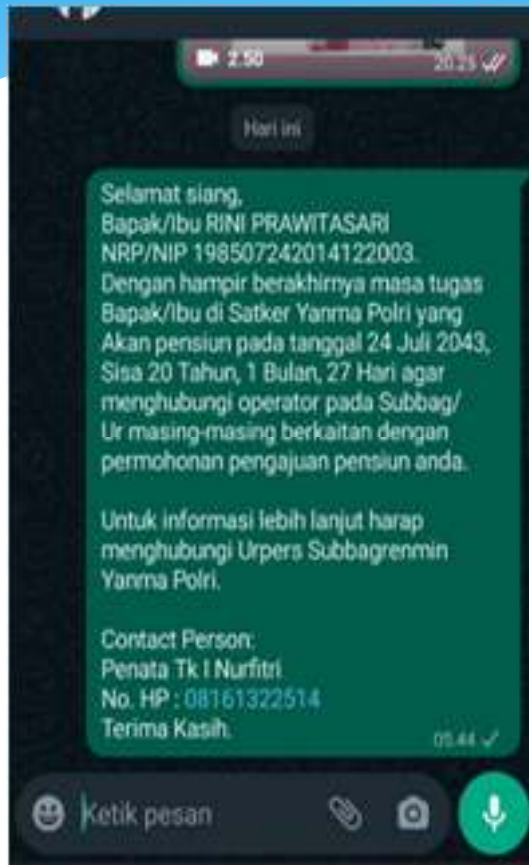 2.50 20.25
Hari ini
Selamat siang,
Bapak/Ibu RINI PRAWITASARI
NRP/NIP 198507242014122003.
Dengan hampir berakhirnya masa tugas
Bapak/Ibu di Satker Yanma Polri yang
Akan pensiun pada tanggal 24 Juli 2043,
Sisa 20 Tahun, 1 Bulan, 27 Hari agar
menghubungi operator pada Subbag/
Ur masing-masing berkaitan dengan
permohonan pengajuan pensiun anda.
Untuk informasi lebih lanjut harap
menghubungi Urpers Subbagrenmin
Yanma Polri.
Contact Person:
Penata Tk I Nurfitri
No. HP : 08161322514
Terima Kasih.
05.44
Ketik pesan